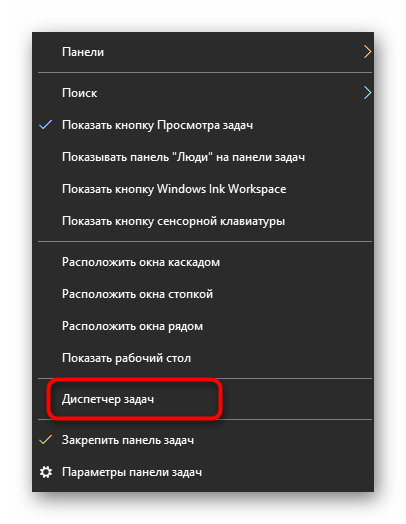 Панели
Поиск
Показать кнопку Просмотра задач
Показывать панель "Люди" на панели задач
Показать кнопку Windows Ink Workspace
Показать кнопку сенсорной клавиатуры
Расположить окна каскадом
Расположить окна стопкой
Расположить окна рядом
Показать рабочий стол
Диспетчер задач
Закрепить панель задач
Параметры панели задач